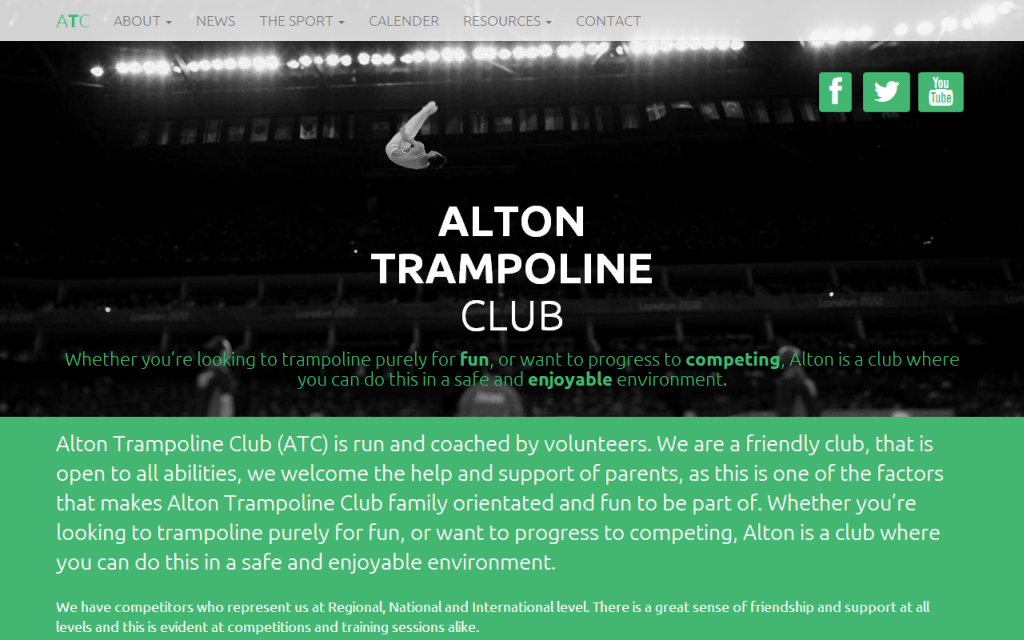 ATC ABOUT NEWS THE SPORT CALENDER RESOURCES CONTACT
You
Tube
ALTON
TRAMPOLINE
CLUB
Whether you're looking to trampoline purely for fun, or want to progress to competing, Alton is a club where
you can do this in a safe and enjoyable environment.
Alton Trampoline Club (ATC) is run and coached by volunteers. We are a friendly club, that is
open to all abilities, we welcome the help and support of parents, as this is one of the factors
that makes Alton Trampoline Club family orientated and fun to be part of. Whether you're
looking to trampoline purely for fun, or want to progress to competing, Alton is a club where
you can do this in a safe and enjoyable environment.
We have competitors who represent us at Regional, National and International level. There is a great sense of friendship and support at all
levels and this is evident at competitions and training sessions alike.